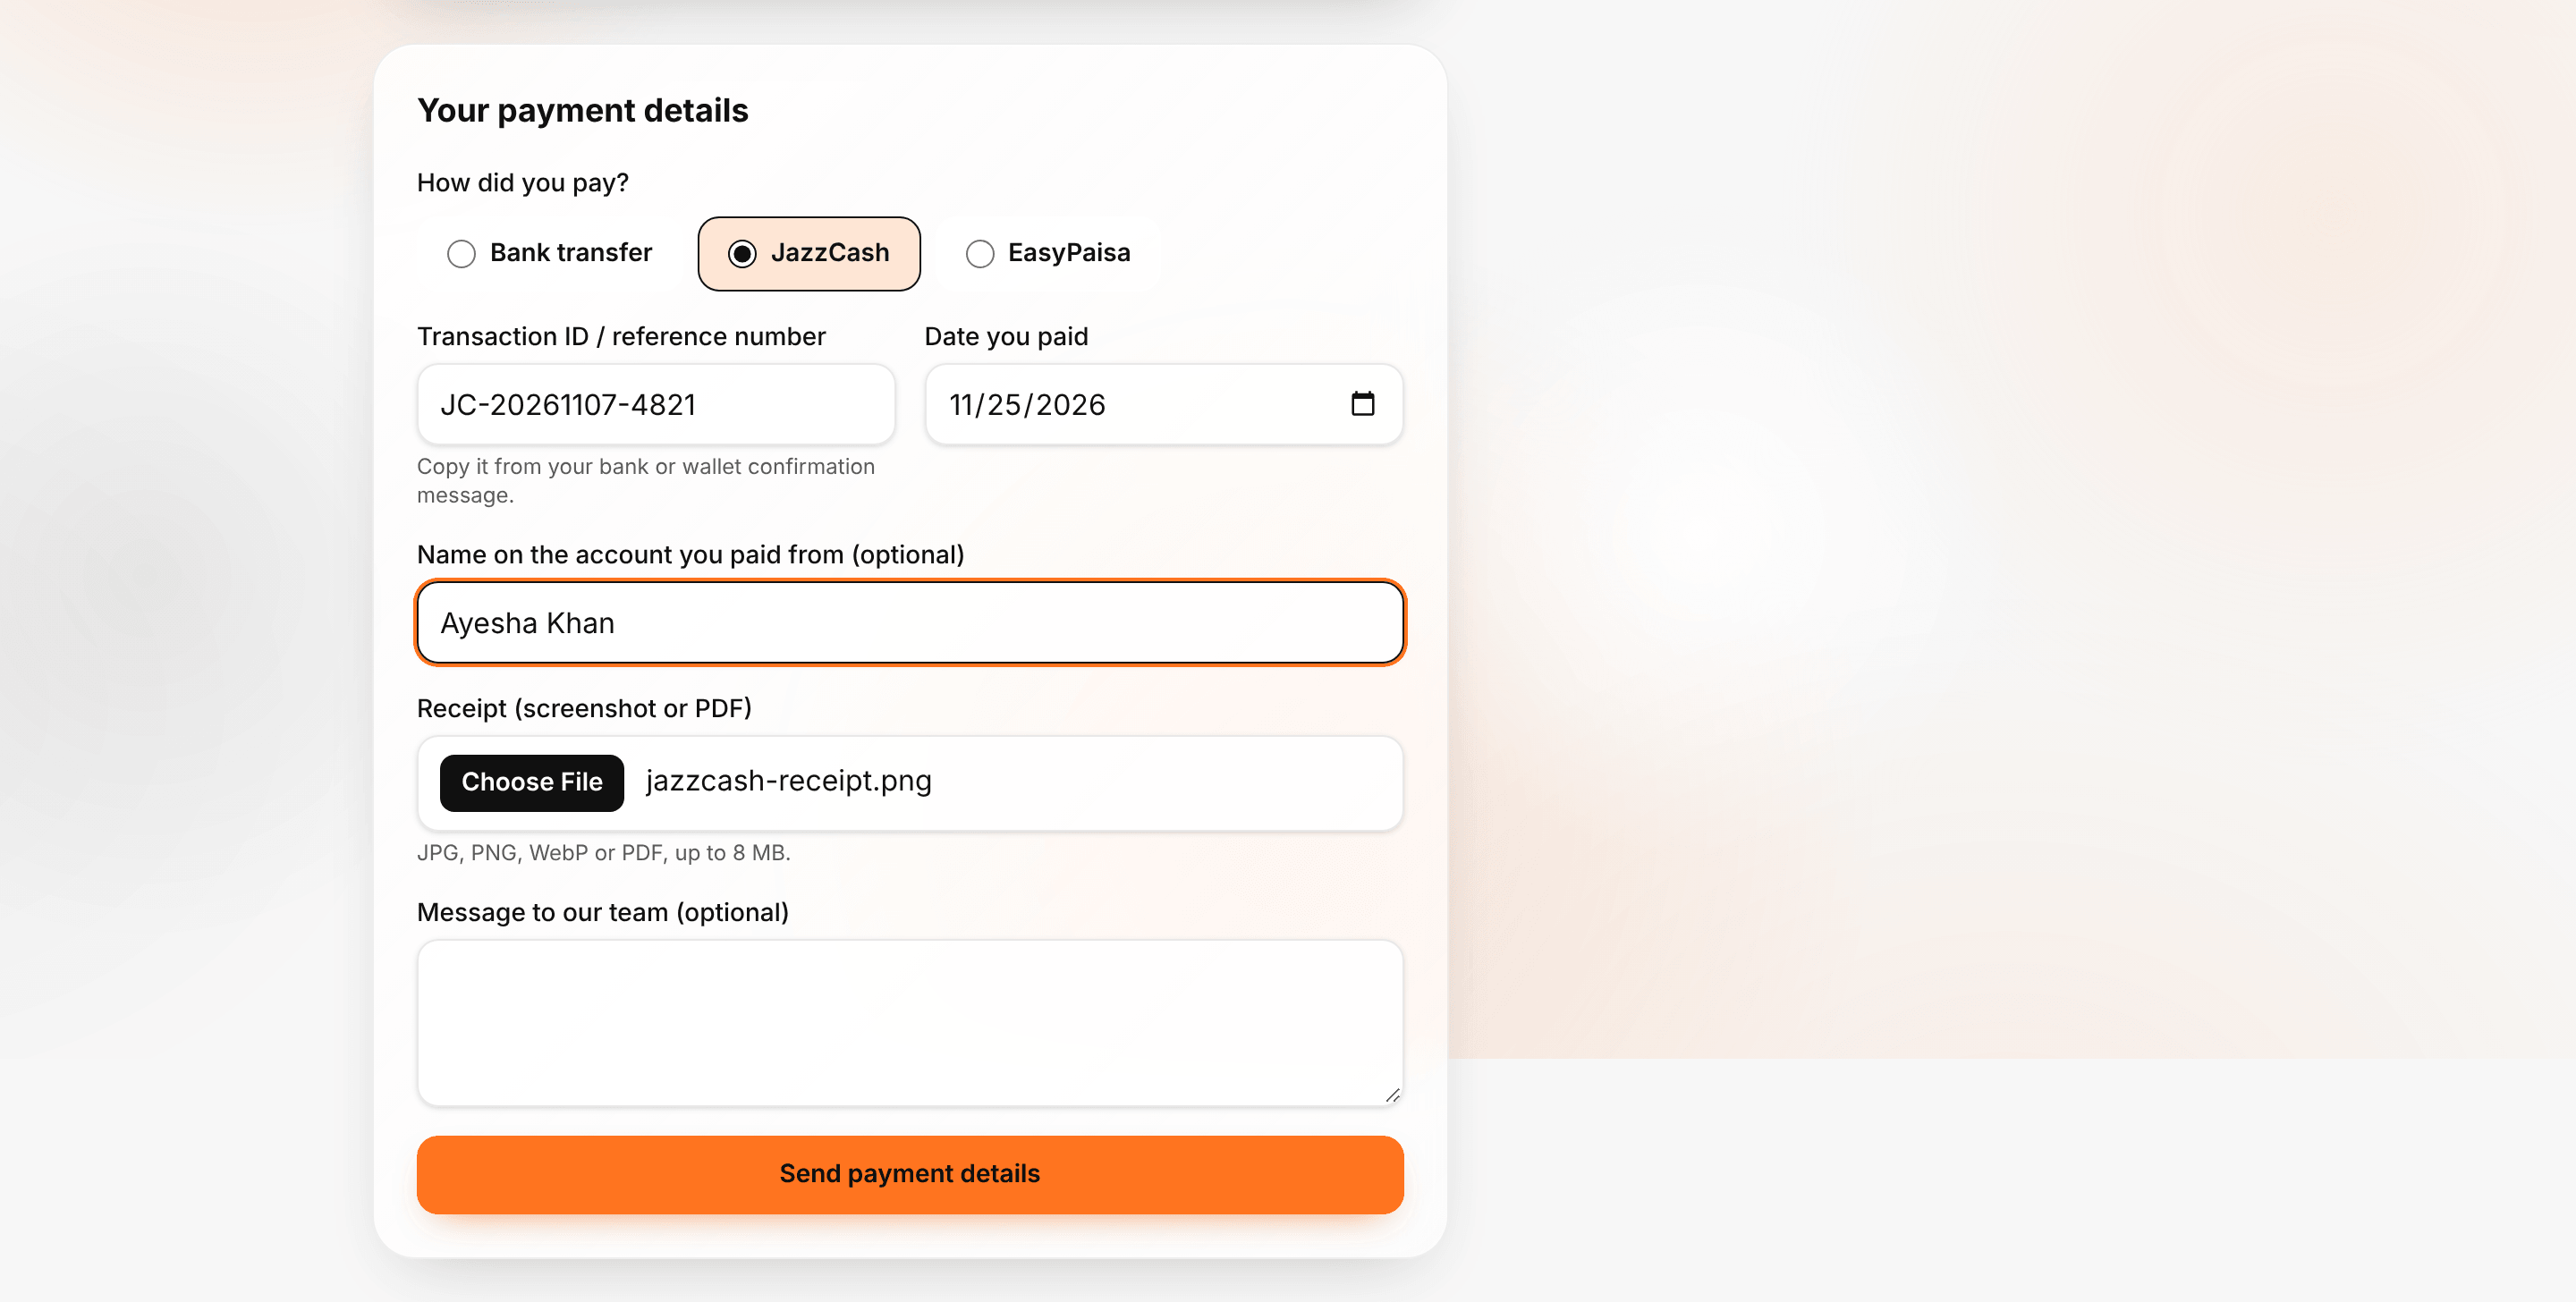 Your payment details
How did you pay?
Bank transfer JazzCash EasyPaisa
Transaction ID / reference number Date you paid
JC-20261107-4821 11/25/2026
Copy it from your bank or wallet confirmation
message.
Name on the account you paid from (optional)
Ayesha Khan
Receipt (screenshot or PDF)
Choose File jazzcash-receipt.png
JPG, PNG, WebP or PDF, up to 8 MB.
Message to our team (optional)
Send payment details